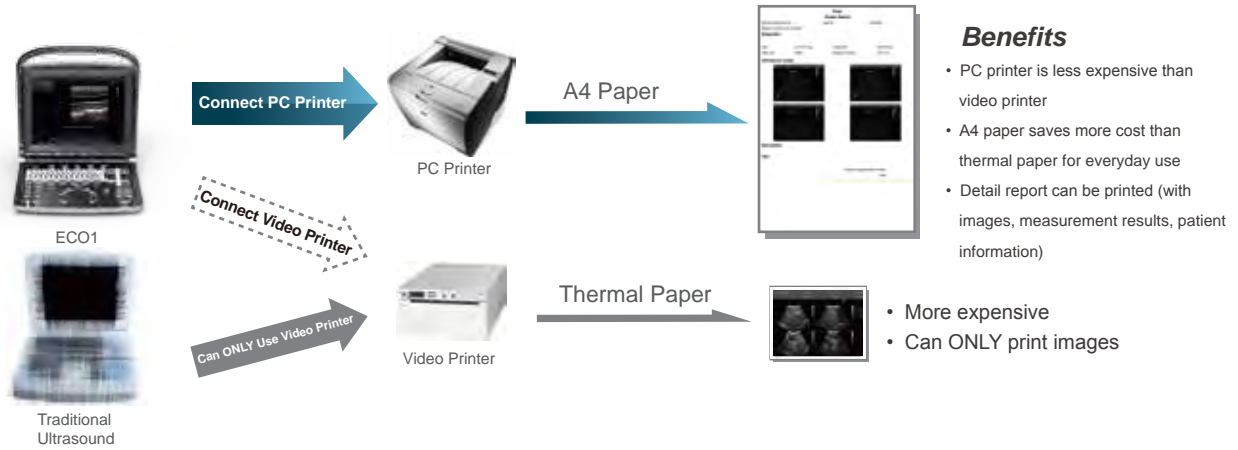 Benefits
• PC printer is less expensive than
video printer
• A4 paper saves more cost than
thermal paper for everyday use
• Detail report can be printed (with
images, measurement results, patient
information)
Connect PC Printer
A4 Paper
PC Printer
ECO1
Connect Video Printer
Can ONLY Use Video Printer
Video Printer
Thermal Paper
• More expensive
• Can ONLY print images
Traditional
Ultrasound